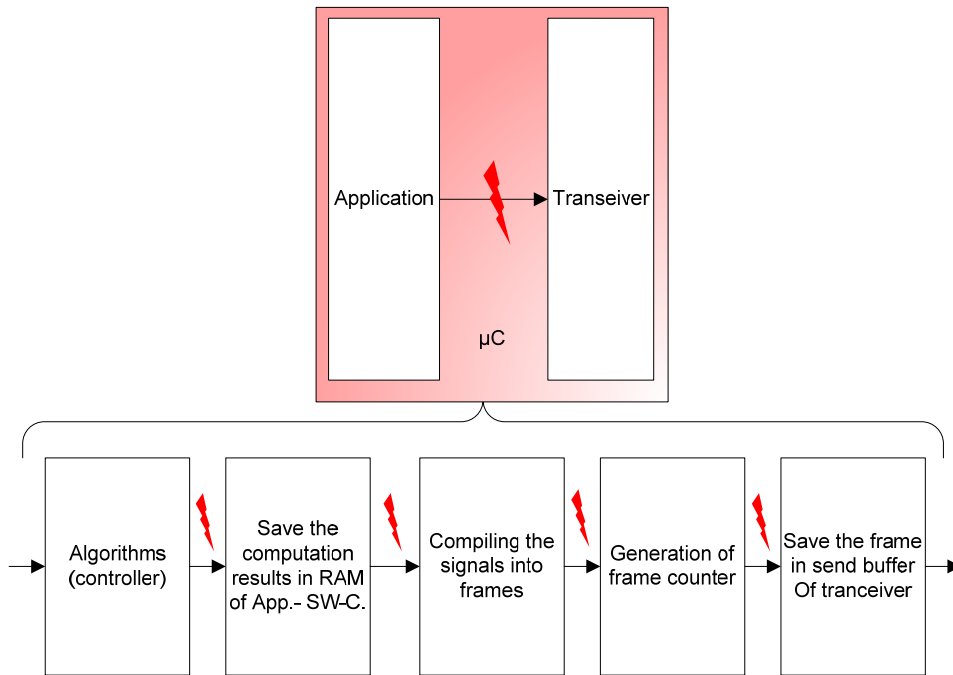 Application
Transeiver
µC
Algorithms
(controller)
Save the
computation
results in RAM
of App.- SW-C.
Compiling the
signals into
frames
Generation of
frame counter
Save the frame
in send buffer
Of tranceiver